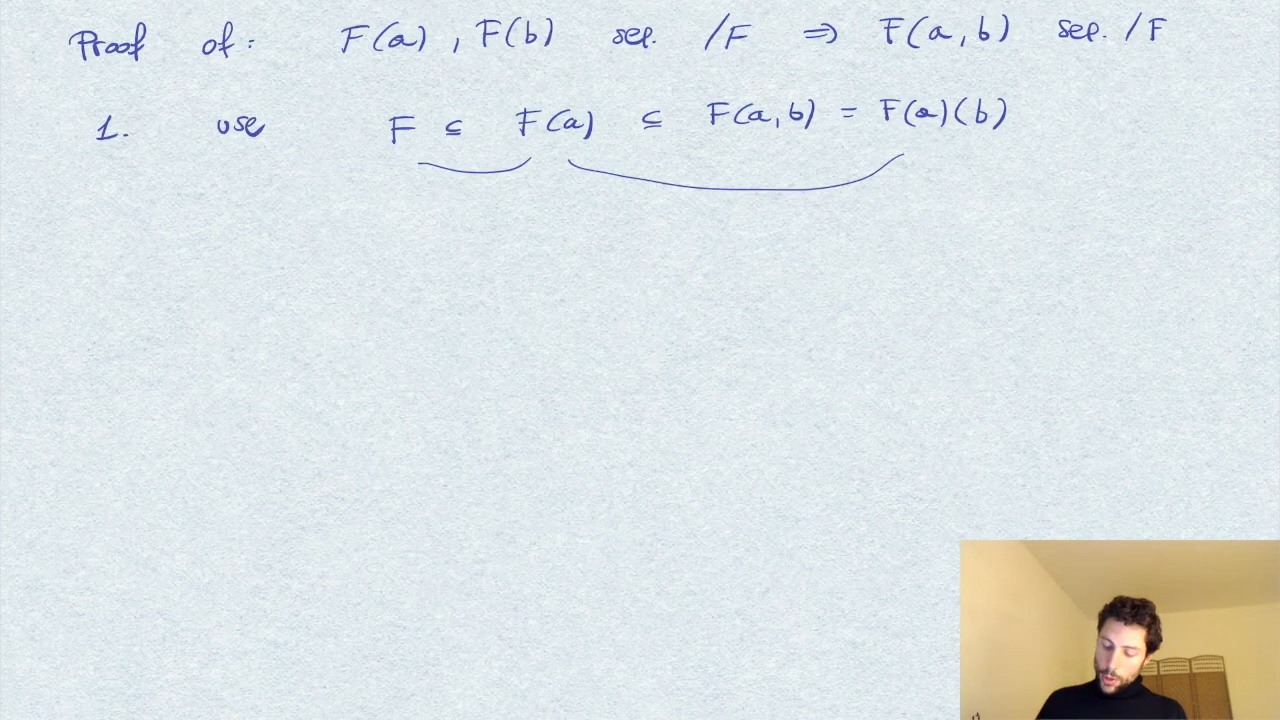 Proof of: F(a), F(b) sep. /F ⇒ F(a,b) sep. /F
1. use F ⊆ F(a) ⊆ F(a,b) = F(a)(b)